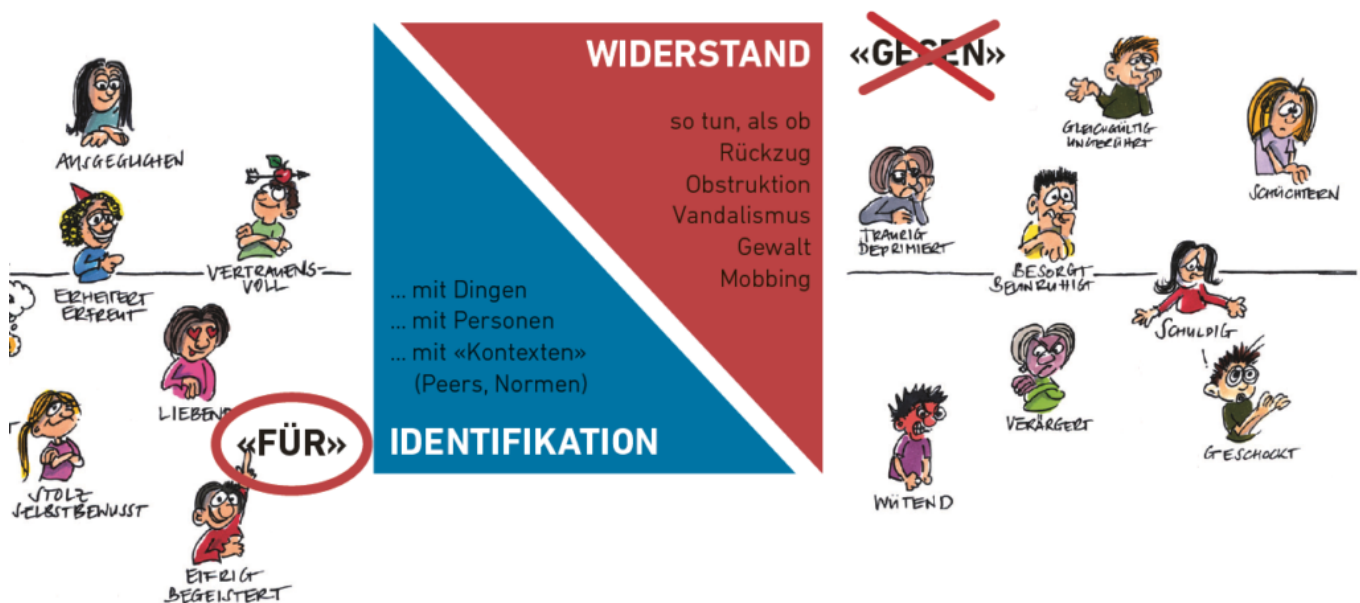 AUSGEGLICHEN
ERHEITERT
ERFREUT
VERTRAUENS-
VOLL
LIEBEND
STOLZ
SELBSTBEWUSST
EIFRIG
BEGEISTERT
«FÜR»
WIDERSTAND
so tun, als ob
Rückzug
Obstruktion
Vandalismus
Gewalt
Mobbing
... mit Dingen
... mit Personen
... mit «Kontexten»
(Peers, Normen)
IDENTIFIKATION
«GEGEN»
GLEICHGÜLTIG
UNGERÜHRT
SCHÜCHTERN
TRAURIG
DEPRIMIERT
BESORGT
BEUNRUHIGT
SCHULDIG
VERÄRGERT
GESCHOCKT
WÜTEND